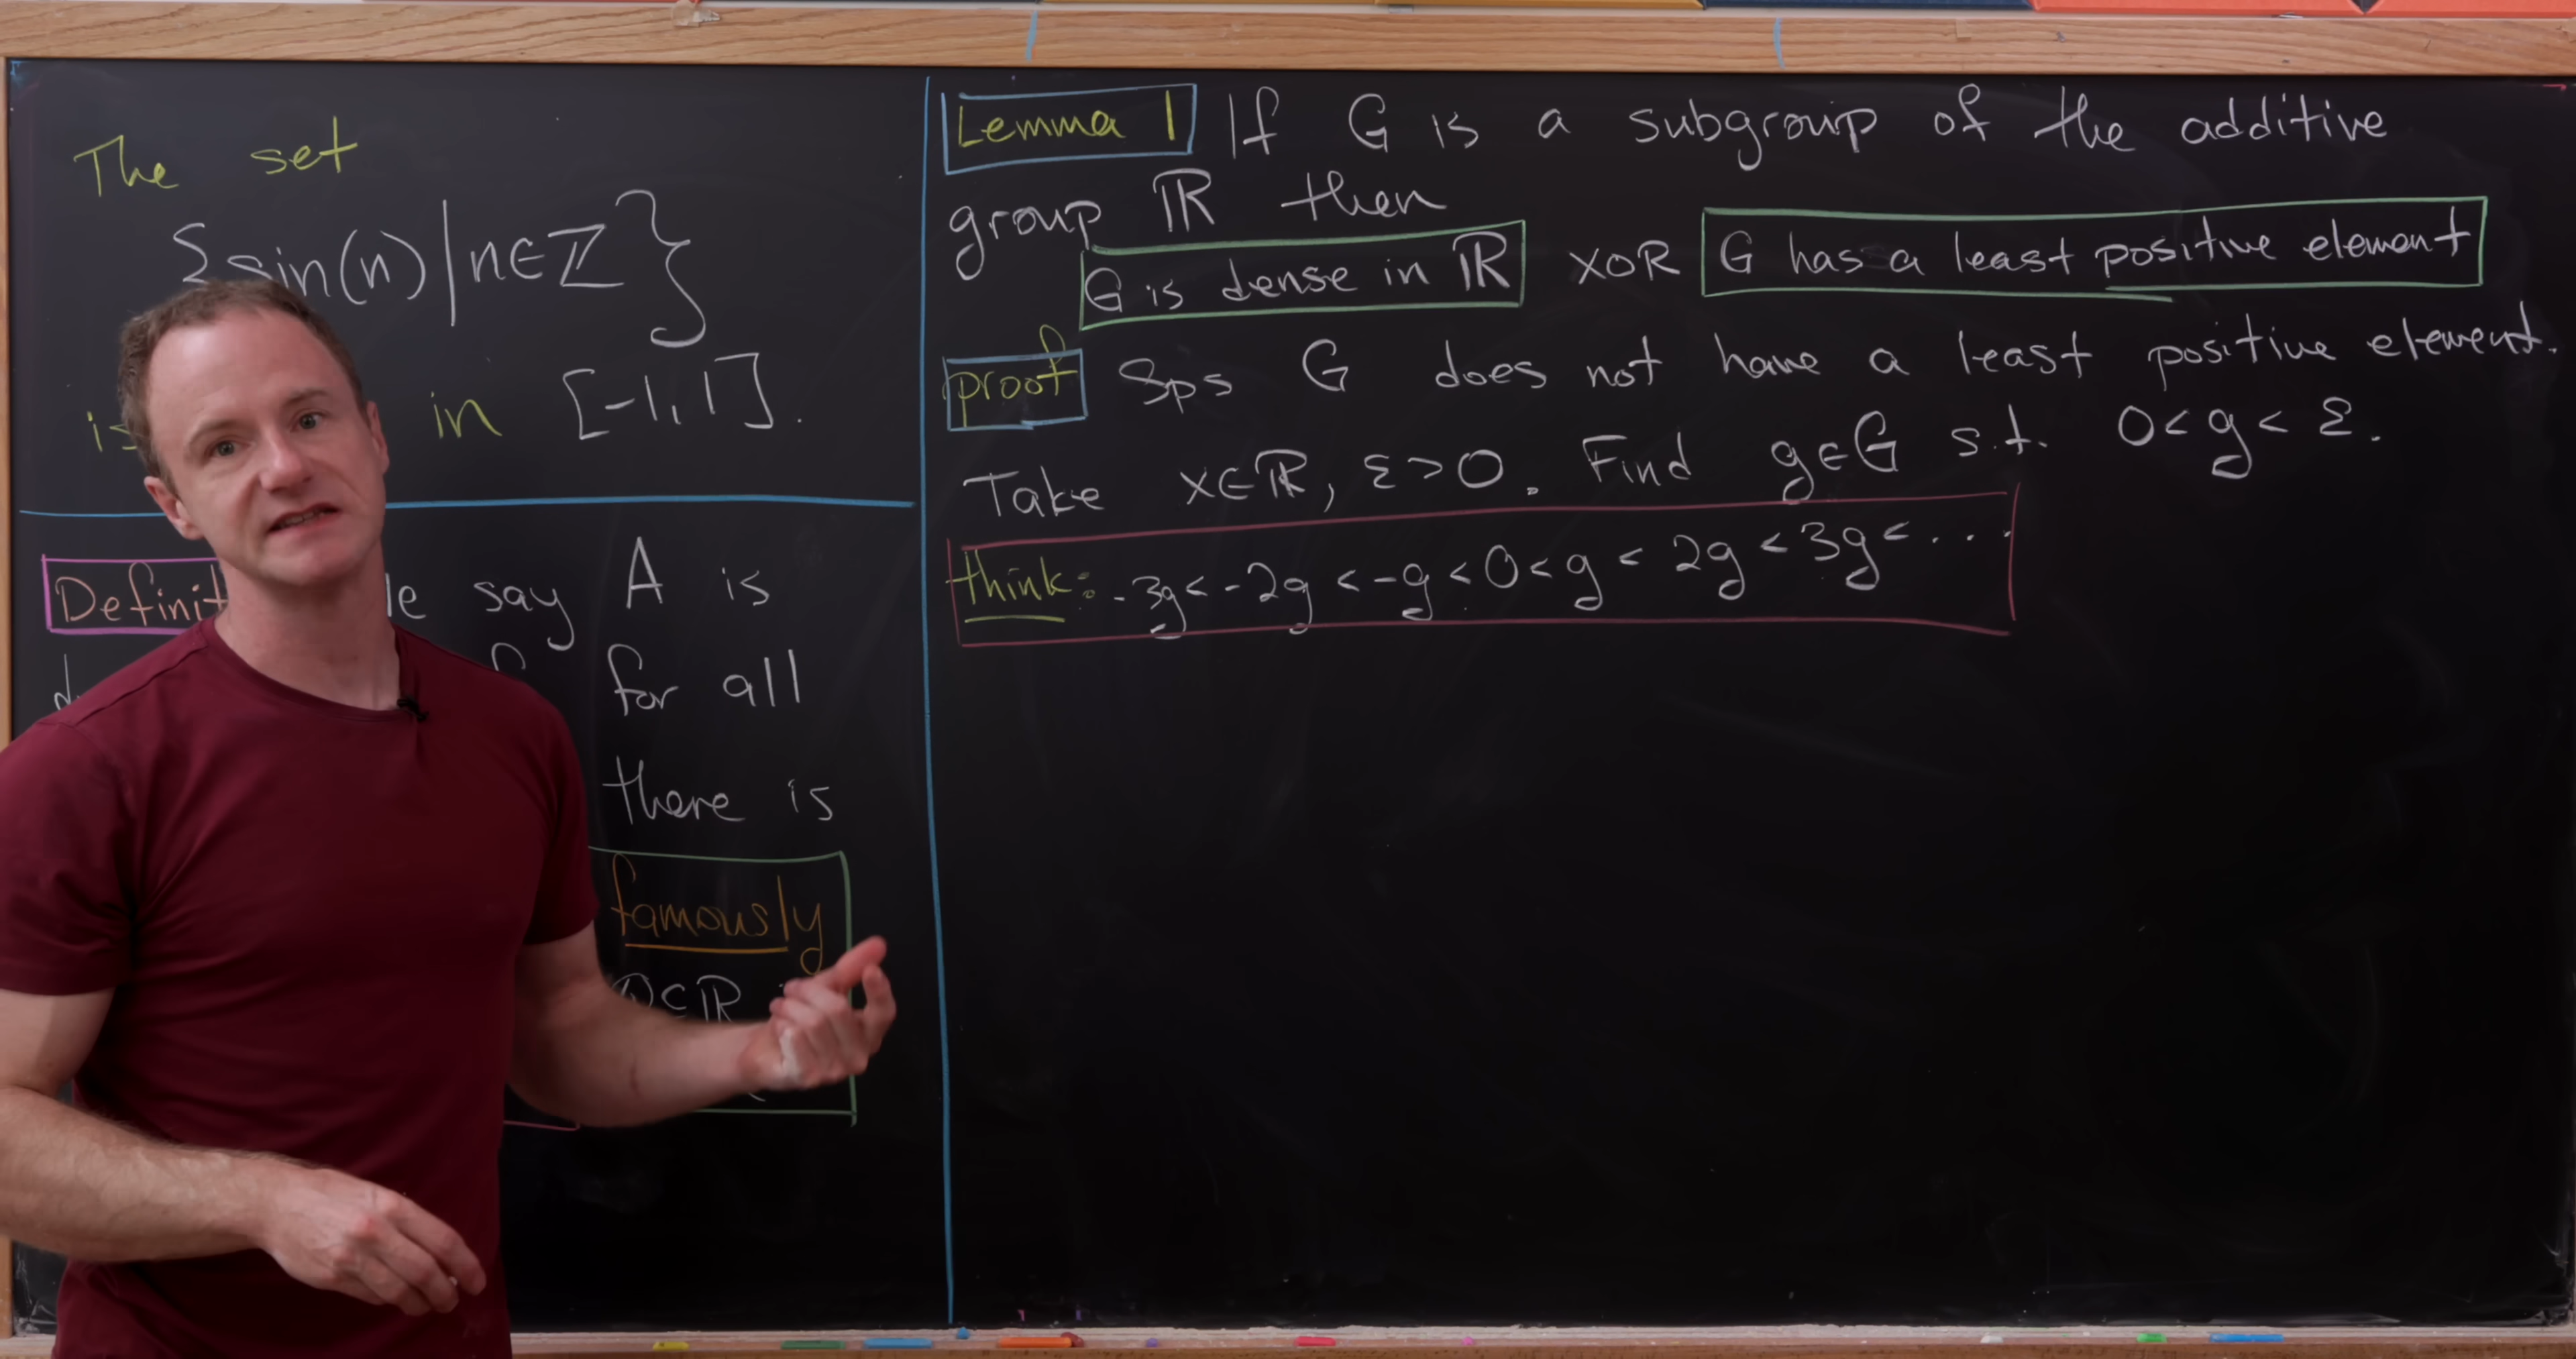 The set
{sin(n) | n∈ℤ}
in [-1,1].
say A is
for all
there is
famously
Lemma 1 If G is a subgroup of the additive
group ℝ then
G is dense in ℝ XOR G has a least positive element
proof Sps G does not have a least positive element.
Take x∈ℝ, ε>0. Find g∈G s.t. 0<g<ε.
think: -3g<-2g<-g<0<g<2g<3g<...